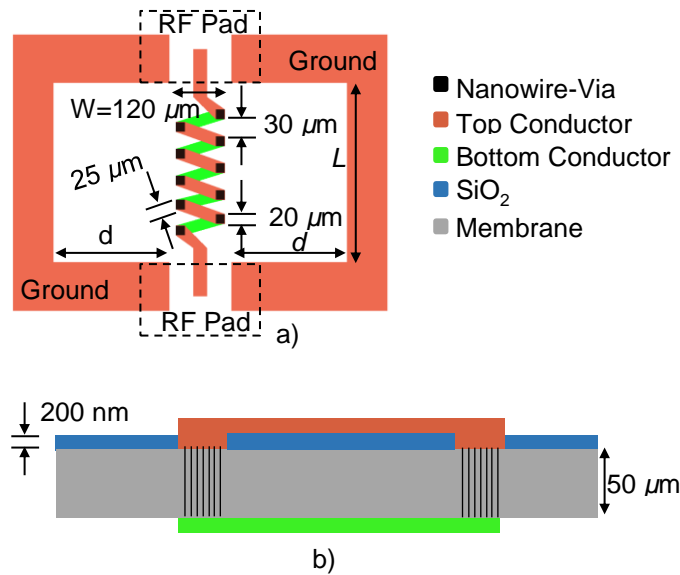 RF Pad
Ground
W=120 µm
30 µm
L
25 µm
20 µm
d
d
Ground
RF Pad
a)
Nanowire-Via
Top Conductor
Bottom Conductor
SiO₂
Membrane
200 nm
50 µm
b)